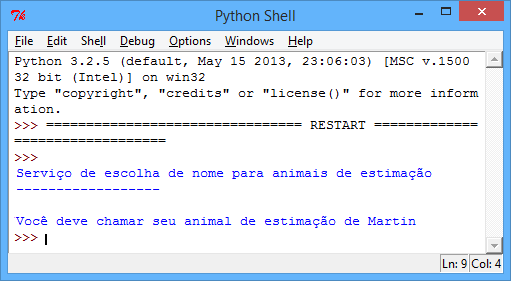 Python Shell
File Edit Shell Debug Options Windows Help
Python 3.2.5 (default, May 15 2013, 23:06:03) [MSC v.1500
32 bit (Intel)] on win32
Type "copyright", "credits" or "license()" for more inform
ation.
>>> ================================ RESTART =============
===================
>>>
Serviço de escolha de nome para animais de estimação
------------------

Você deve chamar seu animal de estimação de Martin
>>>
Ln: 9 Col: 4